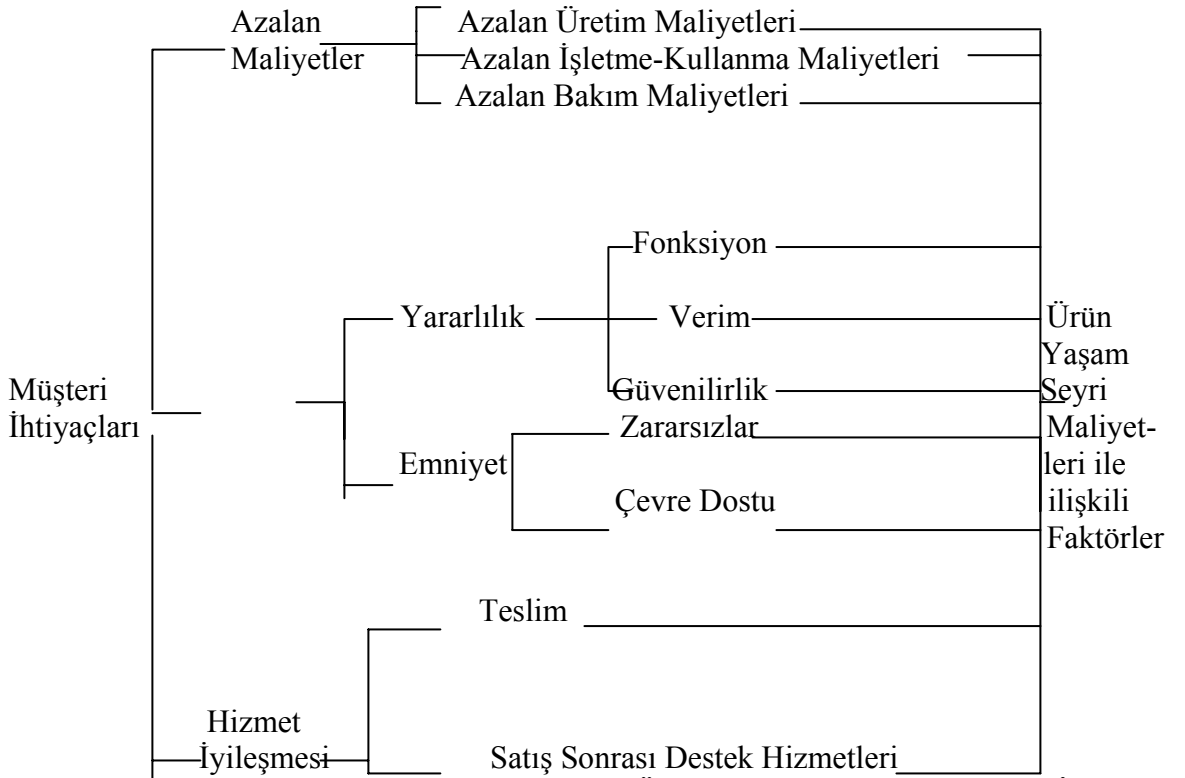 Azalan
Maliyetler
Azalan Üretim Maliyetleri
Azalan İşletme-Kullanma Maliyetleri
Azalan Bakım Maliyetleri
Müşteri
İhtiyaçları
Yararlılık
Fonksiyon
Verim
Güvenilirlik
Emniyet
Zararsızlar
Çevre Dostu
Hizmet
İyileşmesi
Teslim
Satış Sonrası Destek Hizmetleri
Ürün
Yaşam
Seyri
Maliyet-
leri ile
ilişkili
Faktörler